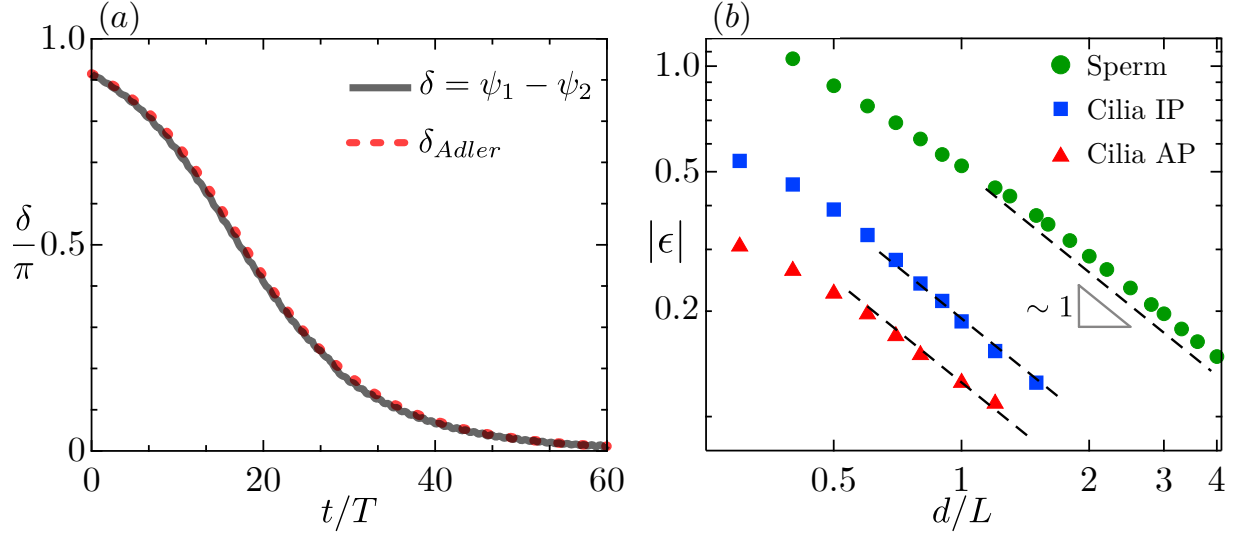 (a)
1.0
0.5
0
δ/π
0 20 40 60
t/T
δ = ψ₁ − ψ₂
δ_Adler
(b)
1.0
0.5
0.2
|ϵ|
0.5 1 2 3 4
d/L
Sperm
Cilia IP
Cilia AP
∼ 1